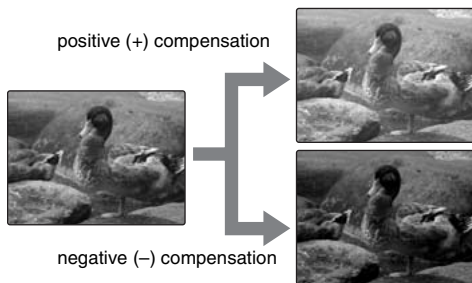 positive (+) compensation
negative (–) compensation